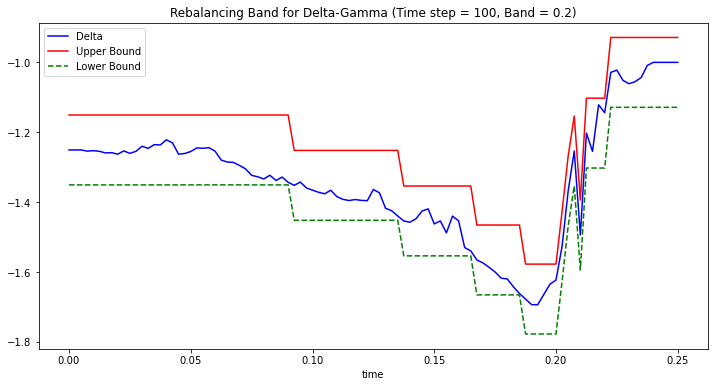 Rebalancing Band for Delta-Gamma (Time step = 100, Band = 0.2)
Delta
Upper Bound
Lower Bound
−1.0
−1.2
−1.4
−1.6
−1.8
0.00 0.05 0.10 0.15 0.20 0.25
time